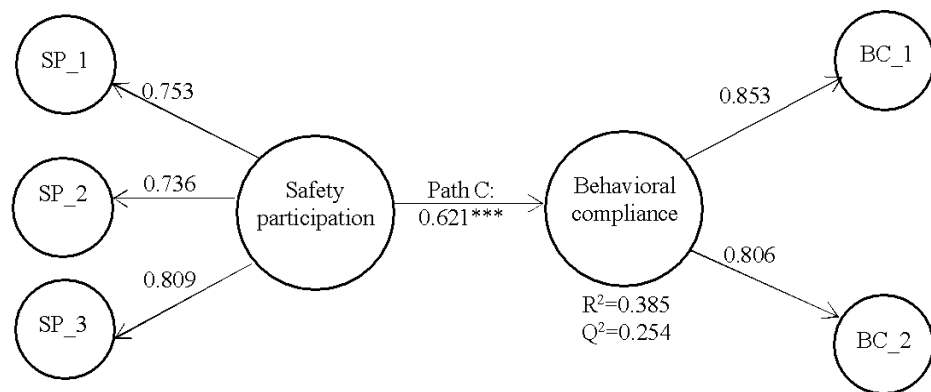 SP_1
0.753
SP_2
0.736
SP_3
0.809
Safety
participation
Path C:
0.621***
Behavioral
compliance
R²=0.385
Q²=0.254
0.853
BC_1
0.806
BC_2